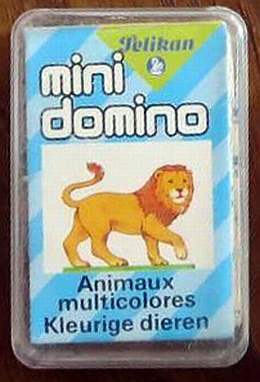 Pelikan
mini
domino
Animaux
multicolores
Kleurige dieren